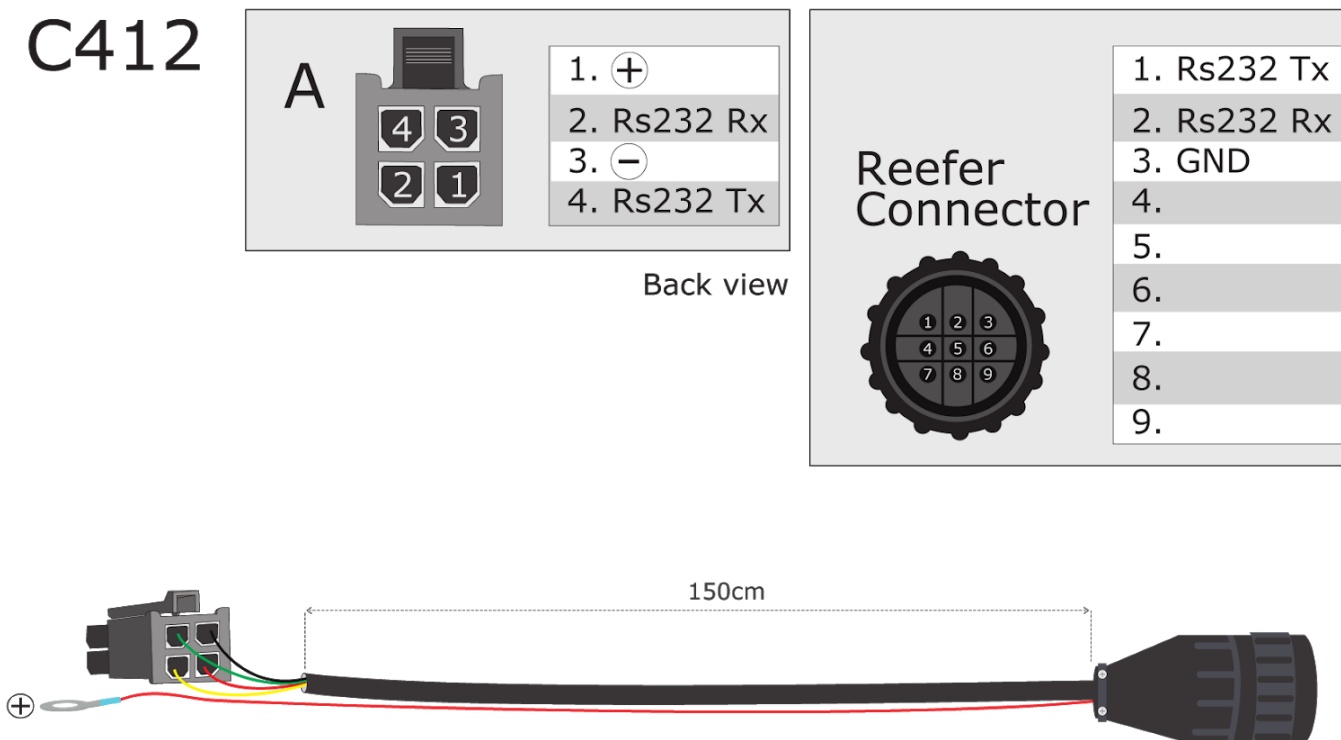 C412
A
4 3
2 1
1. ⊕
2. Rs232 Rx
3. ⊖
4. Rs232 Tx
Back view
Reefer
Connector
1 2 3
4 5 6
7 8 9
1. Rs232 Tx
2. Rs232 Rx
3. GND
4.
5.
6.
7.
8.
9.
150cm
⊕